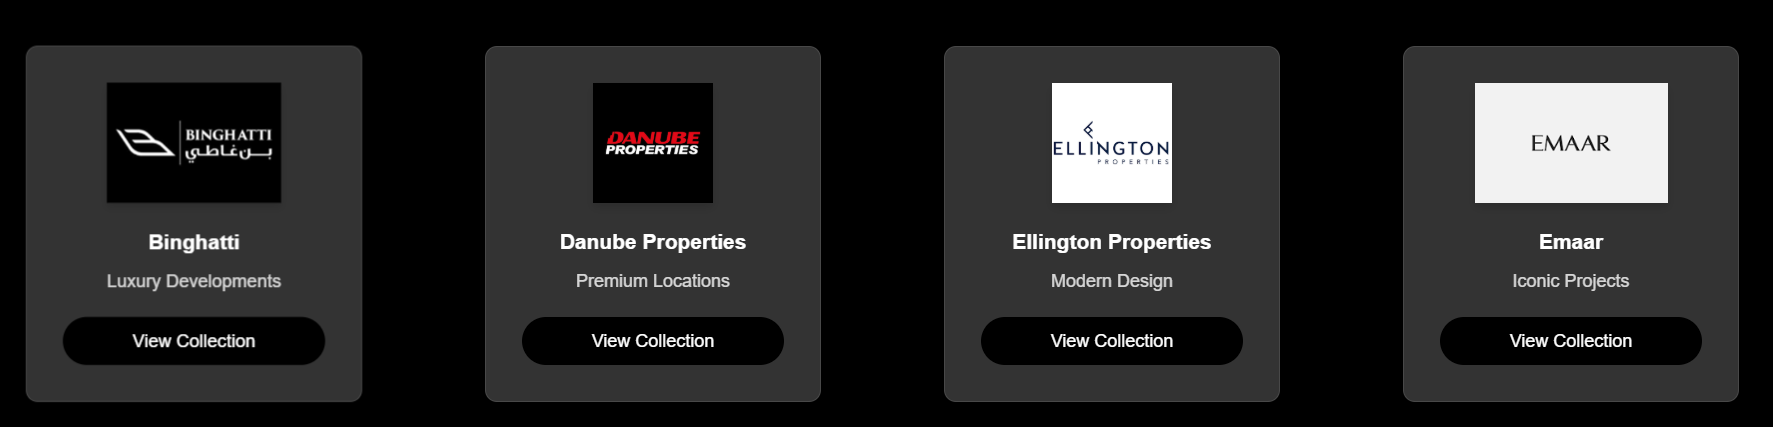 BINGHATTI
بن غاطي
Binghatti
Luxury Developments
View Collection
DANUBE
PROPERTIES
Danube Properties
Premium Locations
View Collection
ELLINGTON
PROPERTIES
Ellington Properties
Modern Design
View Collection
EMAAR
Emaar
Iconic Projects
View Collection